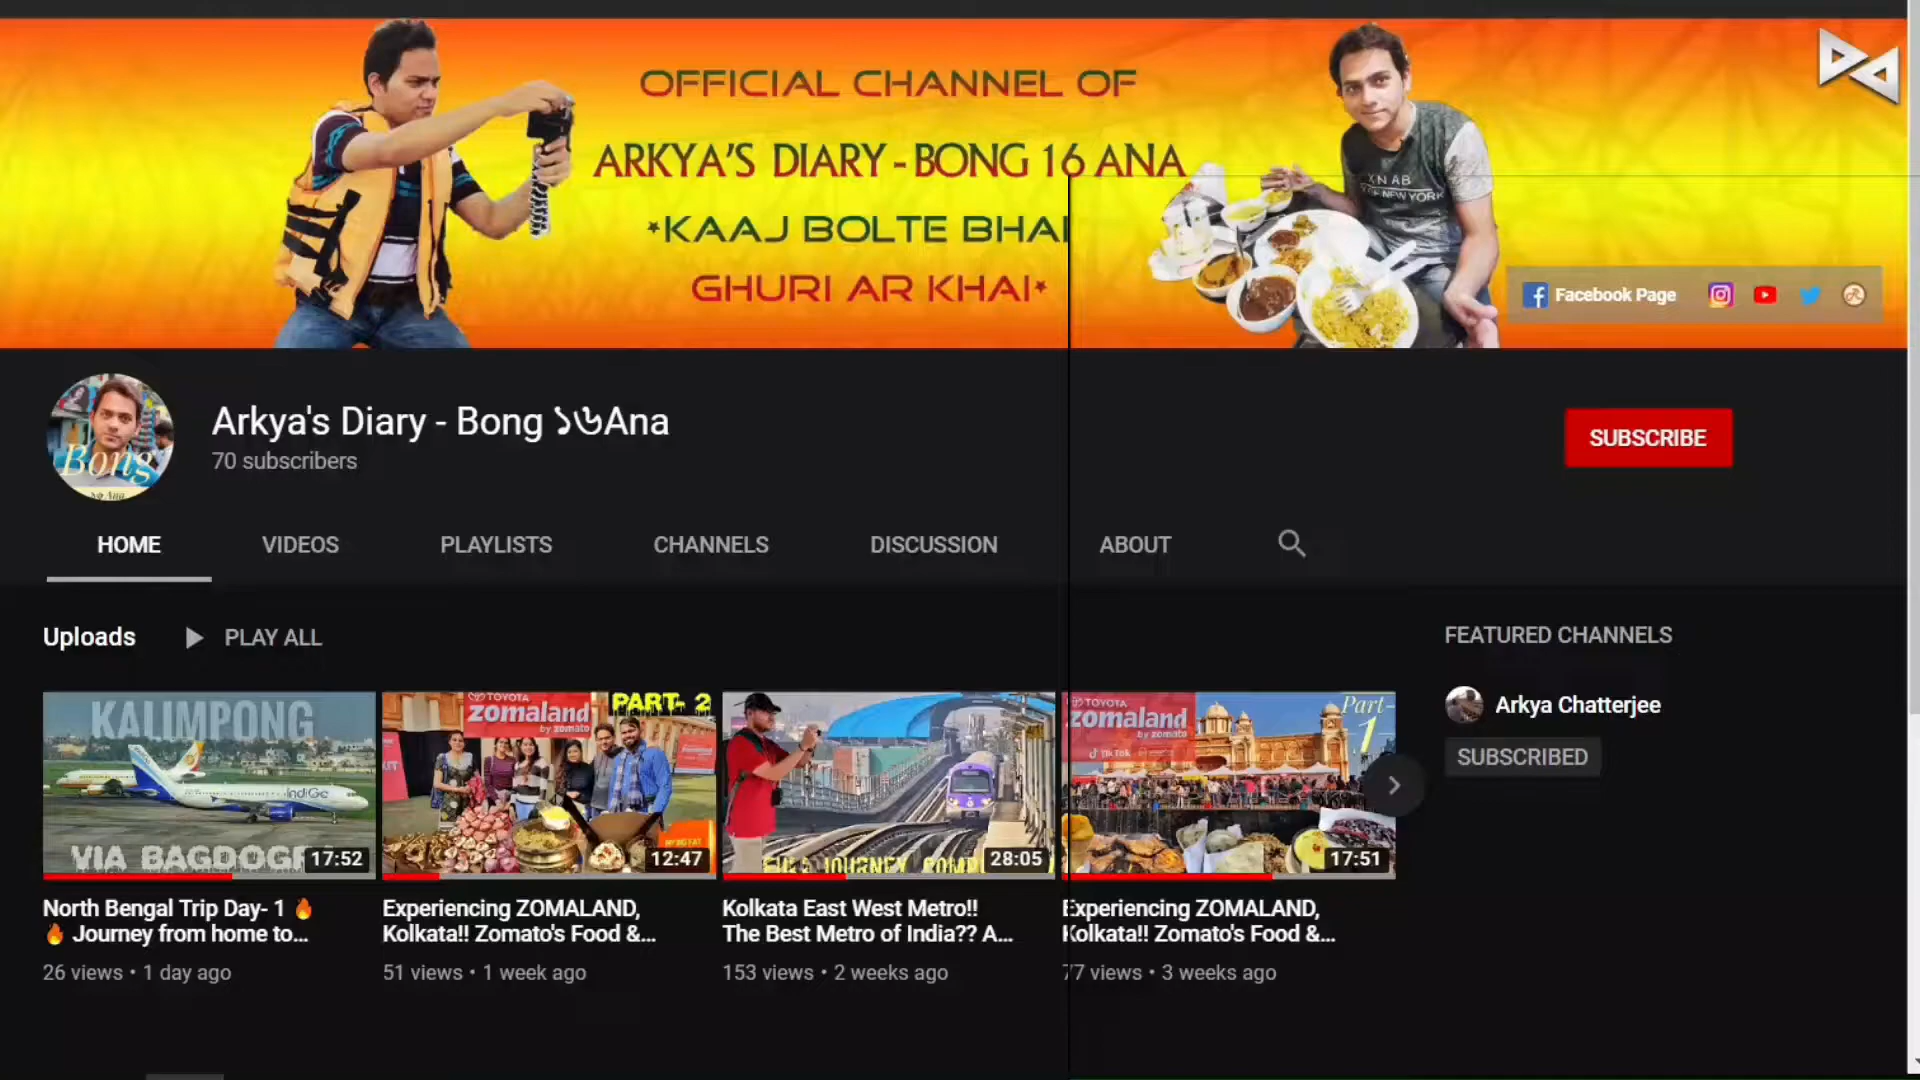 OFFICIAL CHANNEL OF
ARKYA'S DIARY - BONG 16 ANA
*KAAJ BOLTE BHAI
GHURI AR KHAI*
XN AB
NEW YORK
Facebook Page
Bong
Arkya's Diary - Bong ১৬Ana
70 subscribers
SUBSCRIBE
HOME
VIDEOS
PLAYLISTS
CHANNELS
DISCUSSION
ABOUT
Uploads
PLAY ALL
FEATURED CHANNELS
Arkya Chatterjee
SUBSCRIBED
KALIMPONG
IndiGo
VIA BAGDOGR
17:52
TOYOTA
zomaland
by zomato
PART- 2
12:47
FULL JOURNEY
28:05
TOYOTA
zomaland
by zomato
TikTok
Part-
1
17:51
North Bengal Trip Day- 1 🔥
🔥 Journey from home to...
26 views • 1 day ago
Experiencing ZOMALAND,
Kolkata!! Zomato's Food &...
51 views • 1 week ago
Kolkata East West Metro!!
The Best Metro of India?? A...
153 views • 2 weeks ago
Experiencing ZOMALAND,
Kolkata!! Zomato's Food &...
77 views • 3 weeks ago